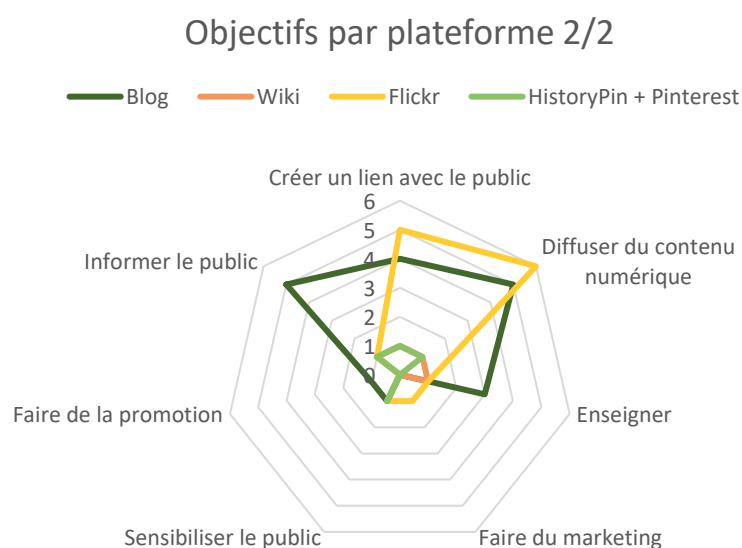 Objectifs par plateforme 2/2
Blog Wiki Flickr HistoryPin + Pinterest
Créer un lien avec le public
6
5
4
3
2
1
0
Diffuser du contenu
numérique
Informer le public
Enseigner
Faire de la promotion
Faire du marketing
Sensibiliser le public